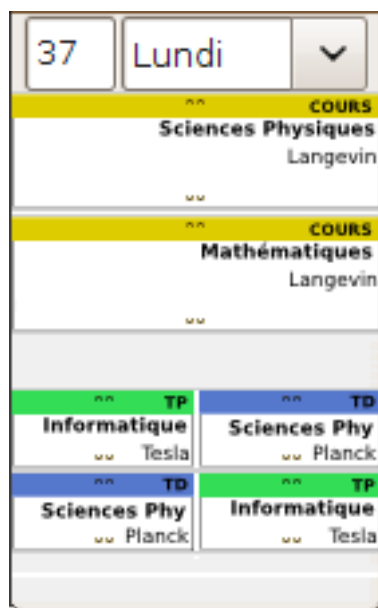 37 Lundi
COURS
Sciences Physiques
Langevin
COURS
Mathématiques
Langevin
TP
Informatique
Tesla
TD
Sciences Phy
Planck
TD
Sciences Phy
Planck
TP
Informatique
Tesla